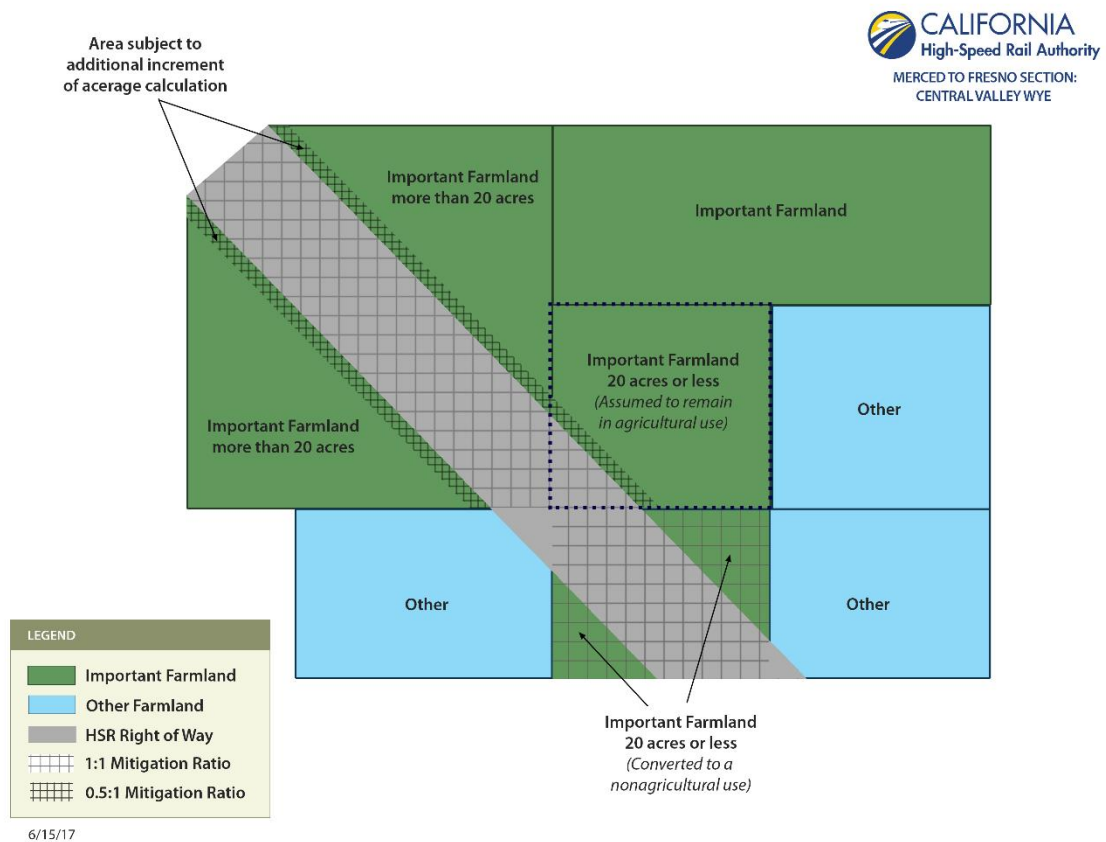 CALIFORNIA
High-Speed Rail Authority
MERCED TO FRESNO SECTION:
CENTRAL VALLEY WYE
Area subject to
additional increment
of acerage calculation
Important Farmland
more than 20 acres
Important Farmland
Important Farmland
20 acres or less
(Assumed to remain
in agricultural use)
Other
Important Farmland
more than 20 acres
Other
Other
Important Farmland
20 acres or less
(Converted to a
nonagricultural use)
LEGEND
Important Farmland
Other Farmland
HSR Right of Way
1:1 Mitigation Ratio
0.5:1 Mitigation Ratio
6/15/17